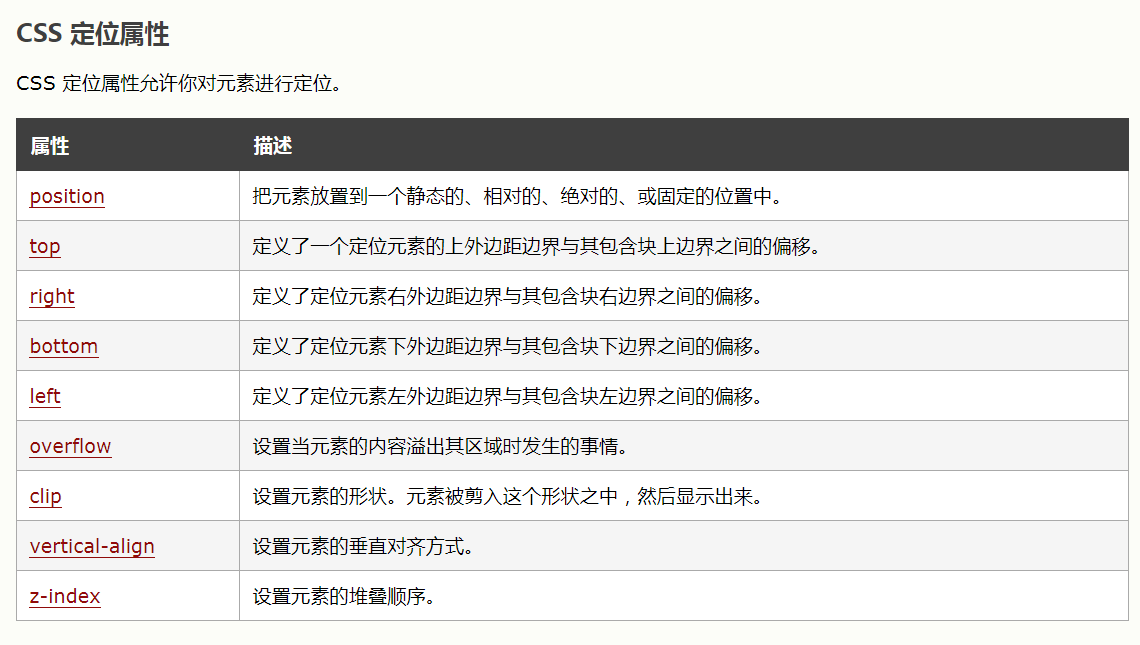 CSS 定位属性
CSS 定位属性允许你对元素进行定位。
属性 描述
position 把元素放置到一个静态的、相对的、绝对的、或固定的位置中。
top 定义了一个定位元素的上外边距边界与其包含块上边界之间的偏移。
right 定义了定位元素右外边距边界与其包含块右边界之间的偏移。
bottom 定义了定位元素下外边距边界与其包含块下边界之间的偏移。
left 定义了定位元素左外边距边界与其包含块左边界之间的偏移。
overflow 设置当元素的内容溢出其区域时发生的事情。
clip 设置元素的形状。元素被剪入这个形状之中，然后显示出来。
vertical-align 设置元素的垂直对齐方式。
z-index 设置元素的堆叠顺序。